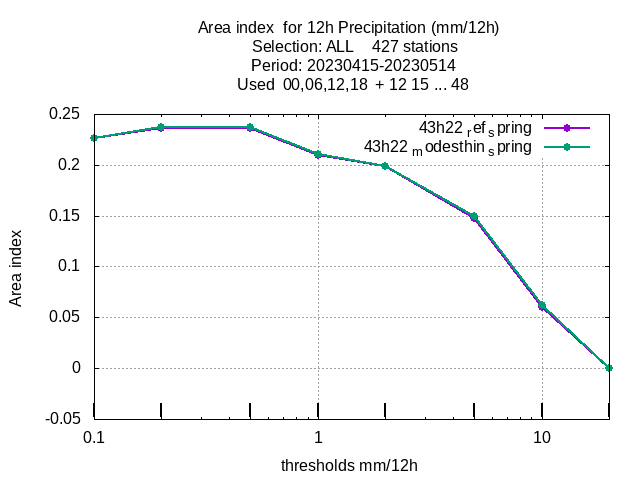 Area index  for 12h Precipitation (mm/12h)
Selection: ALL    427 stations
Period: 20230415-20230514
Used  00,06,12,18  + 12 15 ... 48
43h22 ref spring
43h22 modesthin spring
0.25
0.2
0.15
0.1
0.05
0
-0.05
Area index
0.1
1
10
thresholds mm/12h